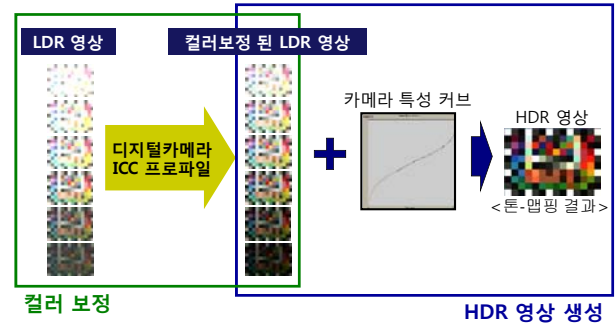 LDR 영상
컬러보정 된 LDR 영상
디지털카메라
ICC 프로파일
카메라 특성 커브
HDR 영상
<톤-맵핑 결과>
컬러 보정
HDR 영상 생성